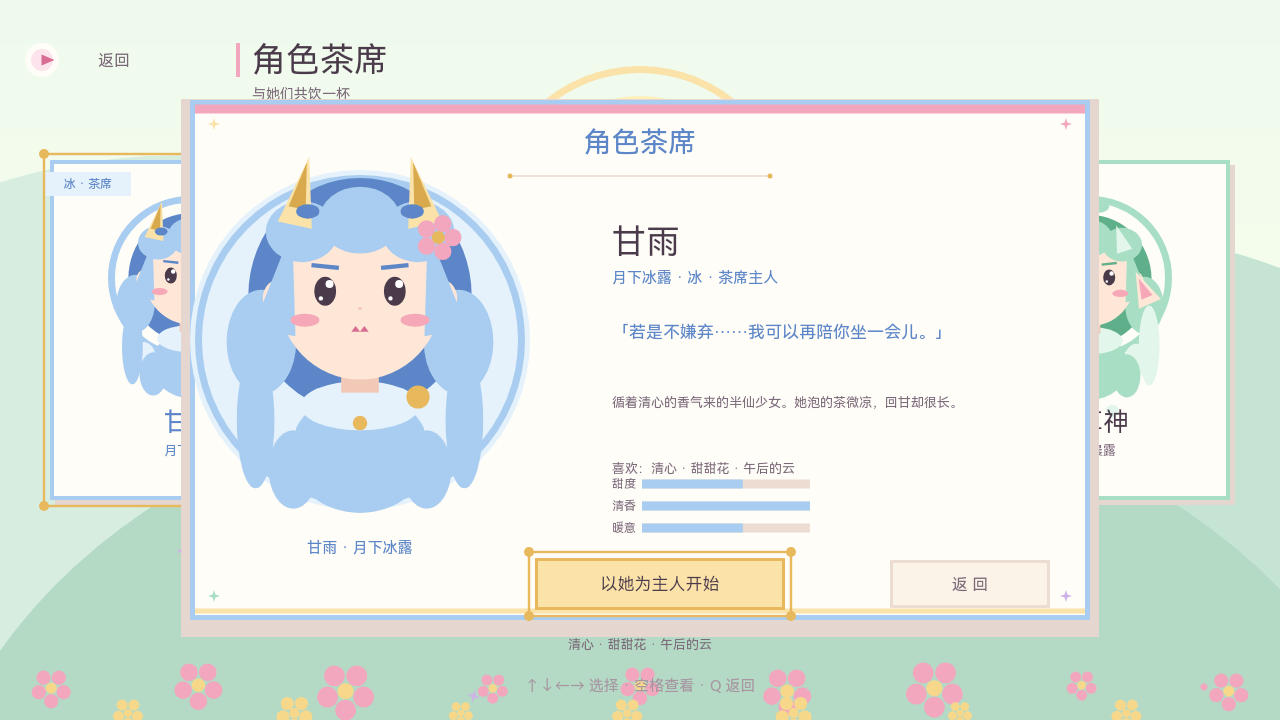 返回
角色茶席
与她们共饮一杯
冰 · 茶席
角色茶席
甘雨
月下冰露 · 冰 · 茶席主人
「若是不嫌弃……我可以再陪你坐一会儿。」
循着清心的香气来的半仙少女。她泡的茶微凉，回甘却很长。
喜欢：清心 · 甜甜花 · 午后的云
甜度
清香
暖意
甘雨 · 月下冰露
以她为主人开始
返 回
甘
月
神
露
清心 · 甜甜花 · 午后的云
↑↓←→ 选择 · 空格查看 · Q 返回